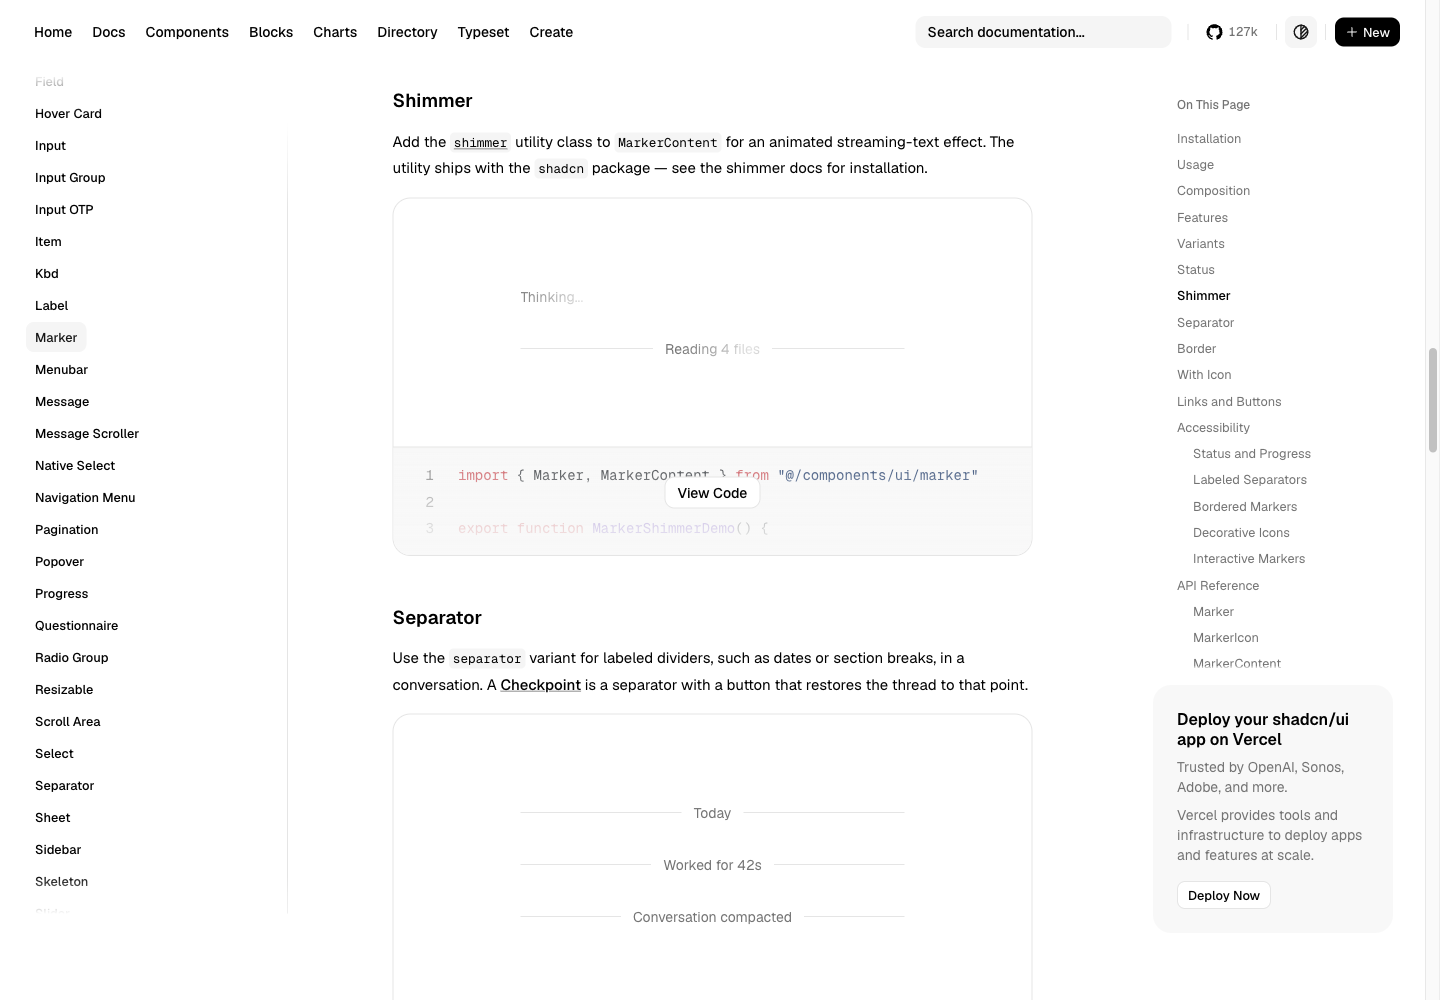 Home Docs Components Blocks Charts Directory Typeset Create
Search documentation...
127k
New
Field
Hover Card
Input
Input Group
Input OTP
Item
Kbd
Label
Marker
Menubar
Message
Message Scroller
Native Select
Navigation Menu
Pagination
Popover
Progress
Questionnaire
Radio Group
Resizable
Scroll Area
Select
Separator
Sheet
Sidebar
Skeleton
Slider
Shimmer
Add the shimmer utility class to MarkerContent for an animated streaming-text effect. The
utility ships with the shadcn package — see the shimmer docs for installation.
Thinking...
Reading 4 files
1 import { Marker, MarkerContent } from "@/components/ui/marker"
2
3 export function MarkerShimmerDemo() {
View Code
Separator
Use the separator variant for labeled dividers, such as dates or section breaks, in a
conversation. A Checkpoint is a separator with a button that restores the thread to that point.
Today
Worked for 42s
Conversation compacted
On This Page
Installation
Usage
Composition
Features
Variants
Status
Shimmer
Separator
Border
With Icon
Links and Buttons
Accessibility
Status and Progress
Labeled Separators
Bordered Markers
Decorative Icons
Interactive Markers
API Reference
Marker
MarkerIcon
MarkerContent
Deploy your shadcn/ui
app on Vercel
Trusted by OpenAI, Sonos,
Adobe, and more.
Vercel provides tools and
infrastructure to deploy apps
and features at scale.
Deploy Now